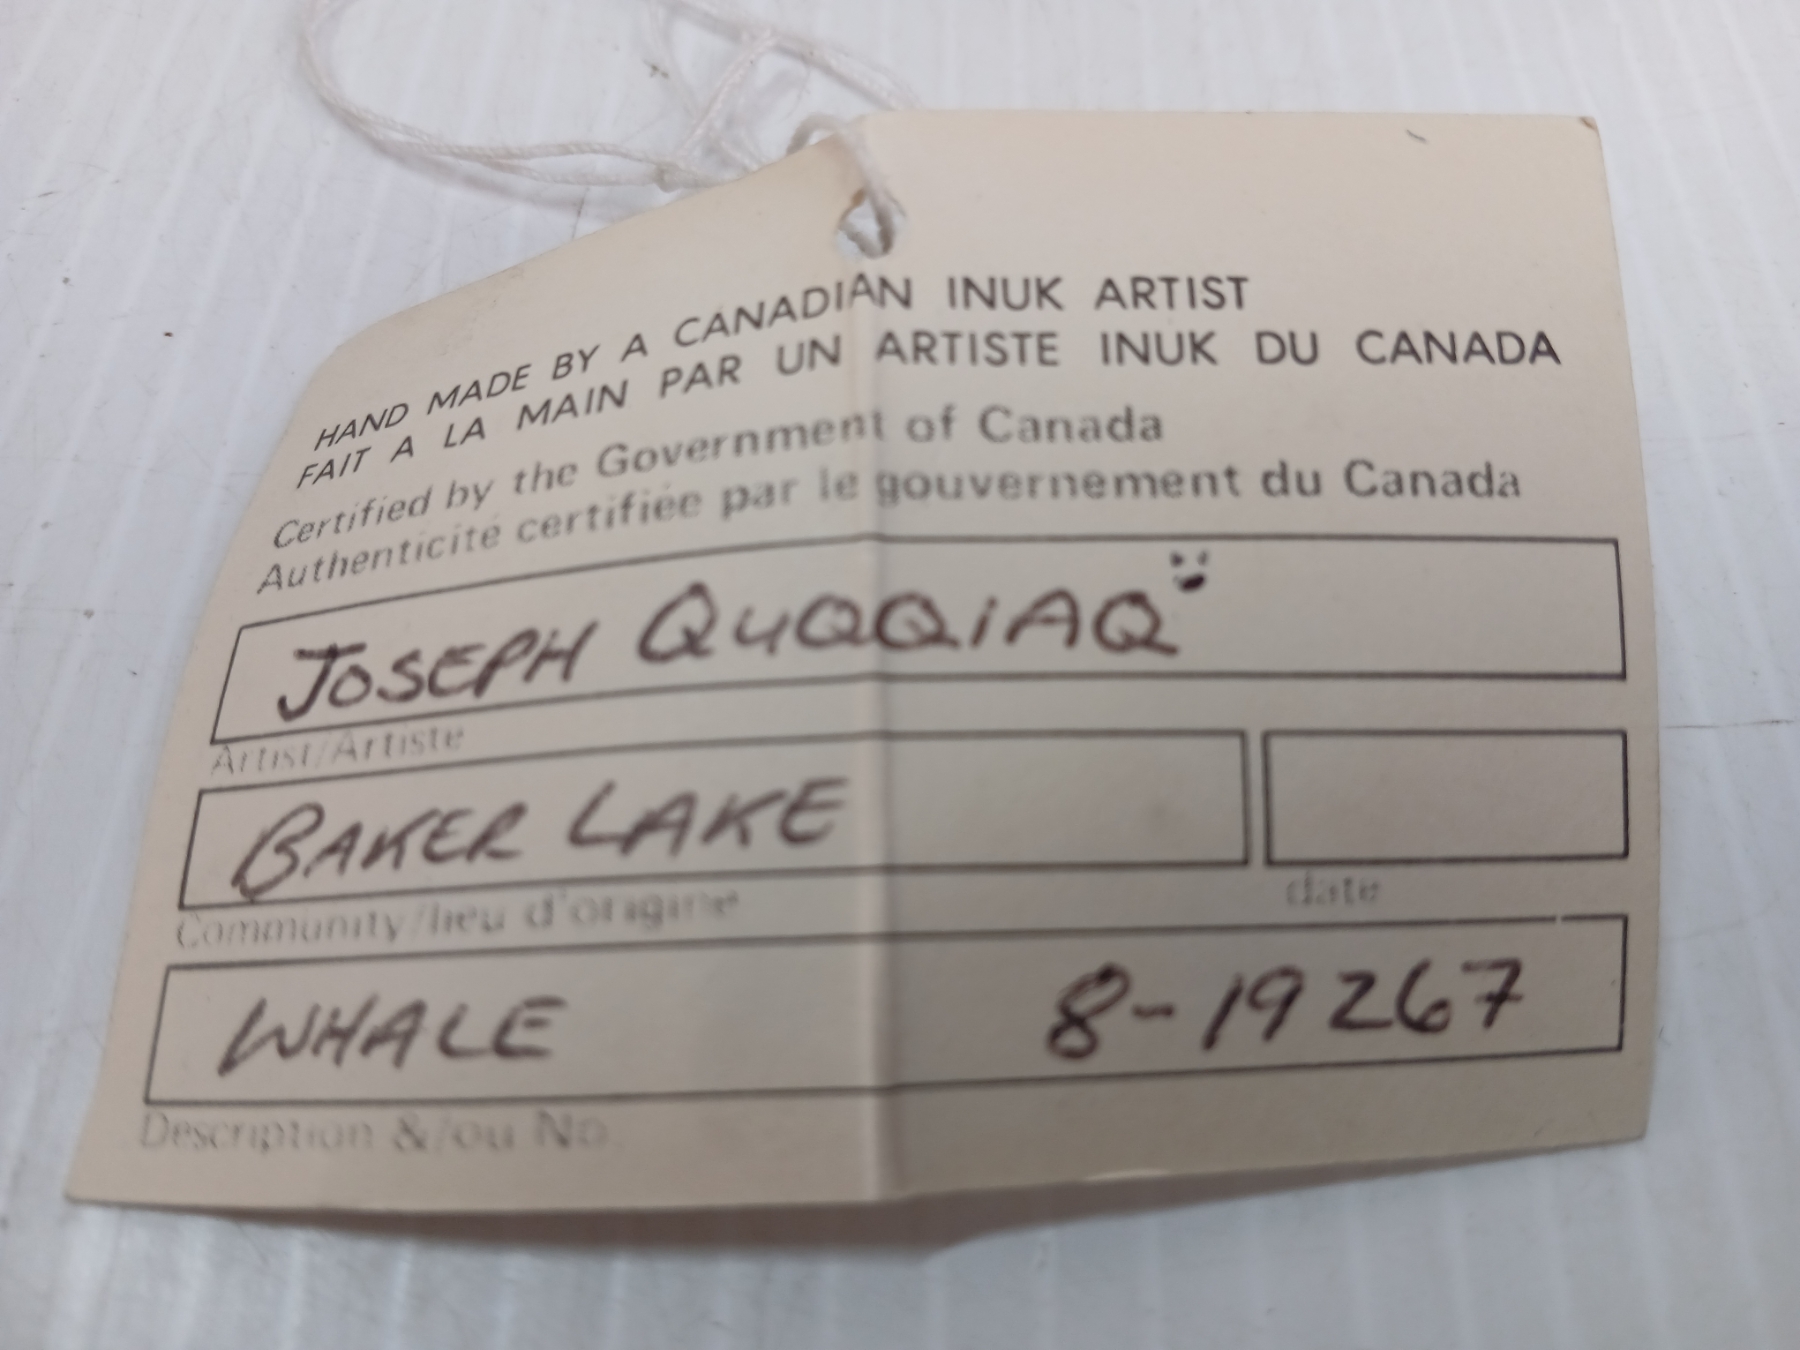 HAND MADE BY A CANADIAN INUK ARTIST
FAIT A LA MAIN PAR UN ARTISTE INUK DU CANADA
Certified by the Government of Canada
Authenticité certifiée par le gouvernement du Canada
JOSEPH QUQQIAQ
Artist/Artiste
BAKER LAKE
Community/lieu d'origine
date
WHALE 8-19267
Description &/ou No.